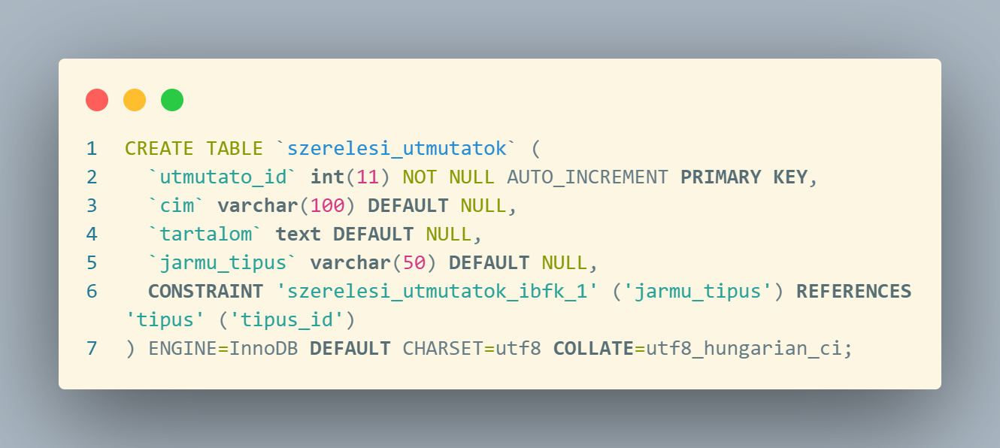 1 CREATE TABLE `szerelesi_utmutatok` (
2 `utmutato_id` int(11) NOT NULL AUTO_INCREMENT PRIMARY KEY,
3 `cim` varchar(100) DEFAULT NULL,
4 `tartalom` text DEFAULT NULL,
5 `jarmu_tipus` varchar(50) DEFAULT NULL,
6 CONSTRAINT 'szerelesi_utmutatok_ibfk_1' ('jarmu_tipus') REFERENCES
'tipus' ('tipus_id')
7 ) ENGINE=InnoDB DEFAULT CHARSET=utf8 COLLATE=utf8_hungarian_ci;